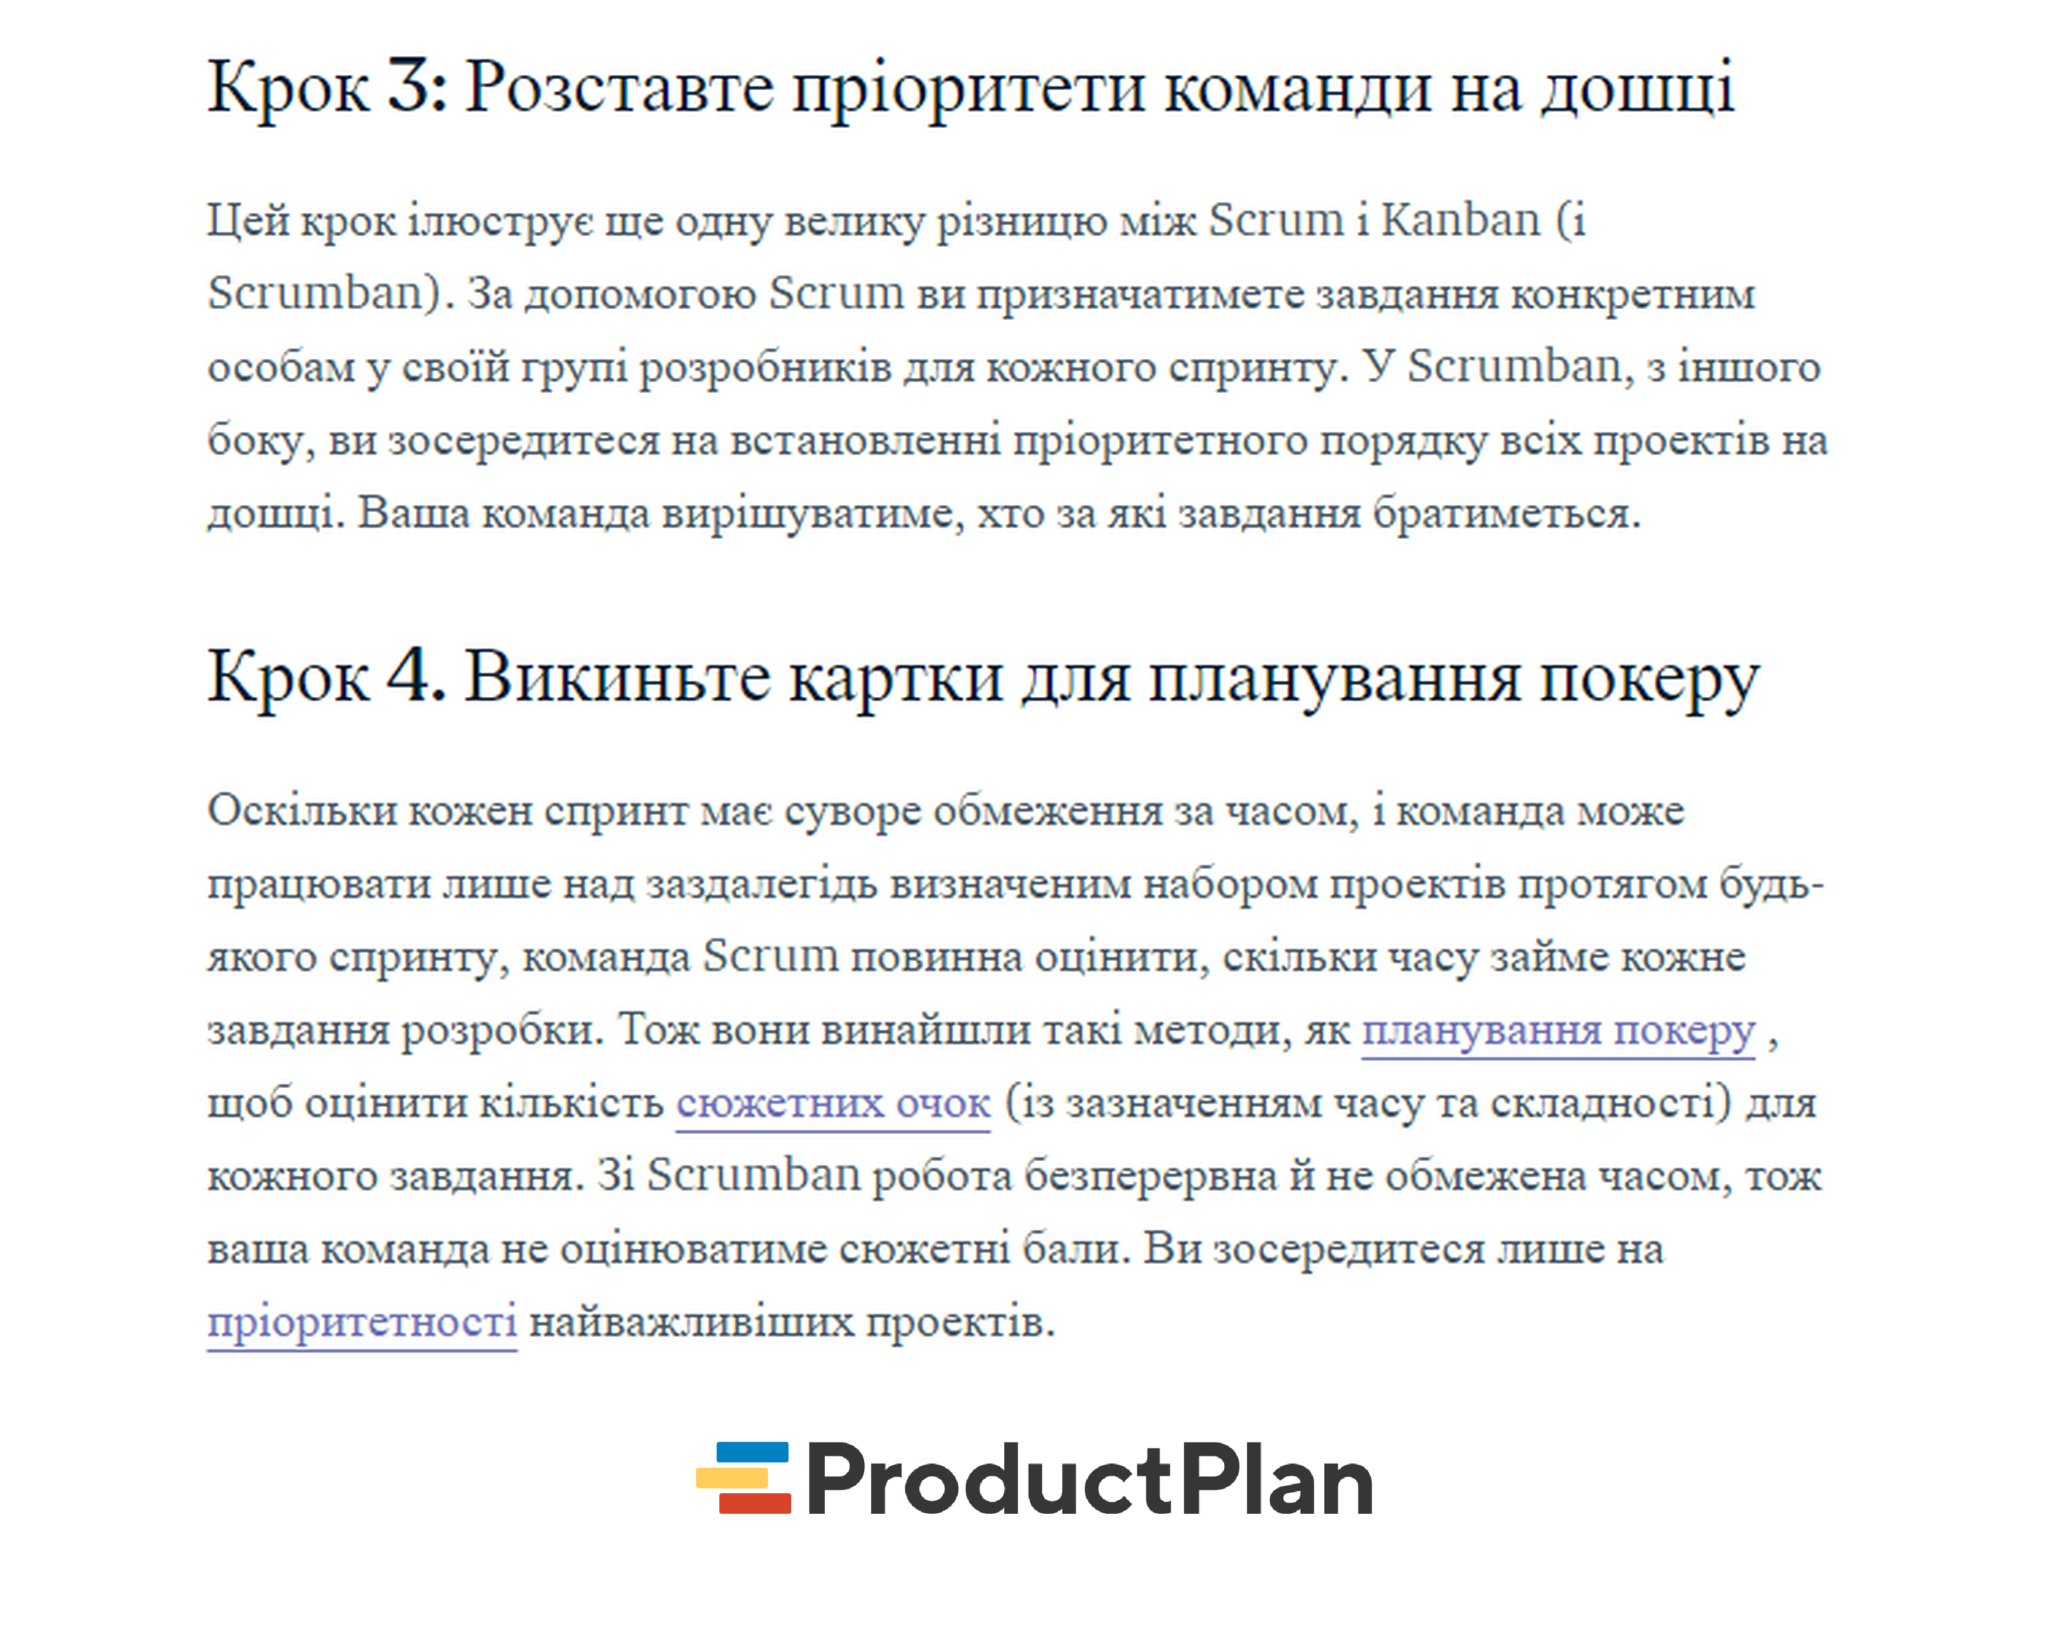 Крок 3: Розставте пріоритети команди на дошці
Цей крок ілюструє ще одну велику різницю між Scrum і Kanban (і
Scrumban). За допомогою Scrum ви призначатимете завдання конкретним
особам у своїй групі розробників для кожного спринту. У Scrumban, з іншого
боку, ви зосередитеся на встановленні пріоритетного порядку всіх проектів на
дошці. Ваша команда вирішуватиме, хто за які завдання братиметься.
Крок 4. Викиньте картки для планування покеру
Оскільки кожен спринт має суворе обмеження за часом, і команда може
працювати лише над заздалегідь визначеним набором проектів протягом будь-
якого спринту, команда Scrum повинна оцінити, скільки часу займе кожне
завдання розробки. Тож вони винайшли такі методи, як планування покеру ,
щоб оцінити кількість сюжетних очок (із зазначенням часу та складності) для
кожного завдання. Зі Scrumban робота безперервна й не обмежена часом, тож
ваша команда не оцінюватиме сюжетні бали. Ви зосередитеся лише на
пріоритетності найважливіших проектів.
ProductPlan